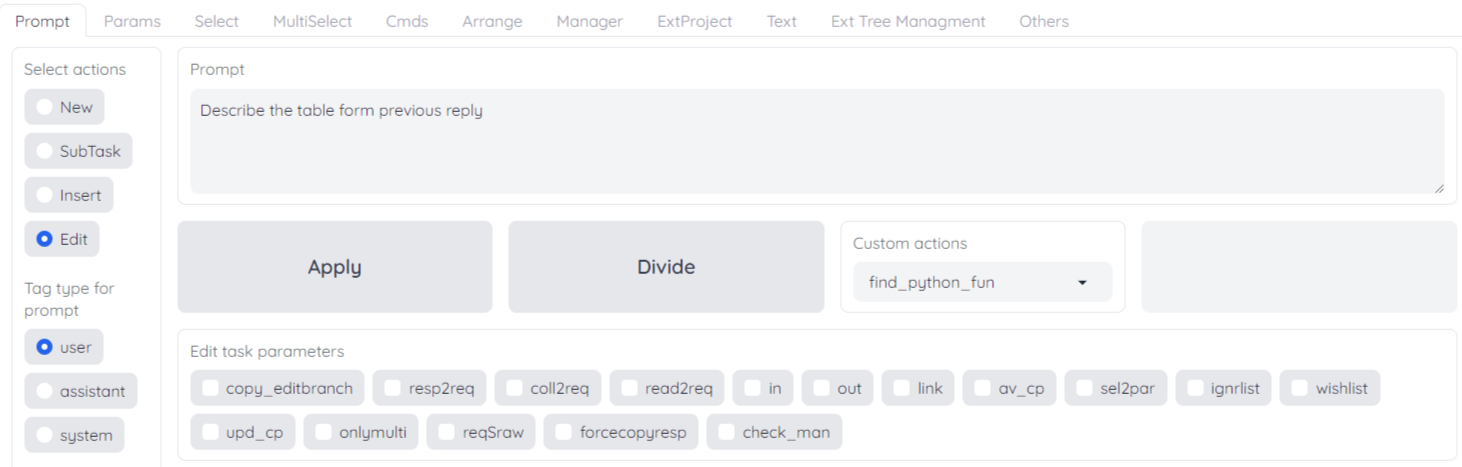 Prompt Params Select MultiSelect Cmds Arrange Manager ExtProject Text Ext Tree Managment Others
Select actions
New
SubTask
Insert
Edit
Tag type for
prompt
user
assistant
system
Prompt
Describe the table form previous reply
Apply Divide
Custom actions
find_python_fun
Edit task parameters
copy_editbranch resp2req coll2req read2req in out link av_cp sel2par ignrlist wishlist
upd_cp onlymulti reqSraw forcecopyresp check_man